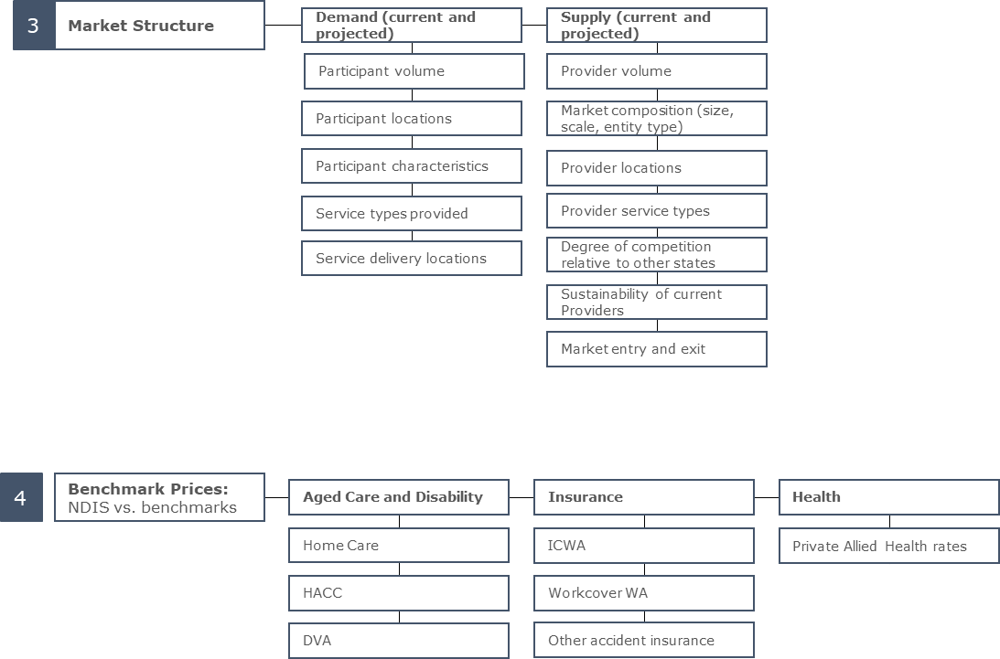 3
Market Structure
Demand (current and
projected)
Participant volume
Participant locations
Participant characteristics
Service types provided
Service delivery locations
Supply (current and
projected)
Provider volume
Market composition (size,
scale, entity type)
Provider locations
Provider service types
Degree of competition
relative to other states
Sustainability of current
Providers
Market entry and exit
4
Benchmark Prices:
NDIS vs. benchmarks
Aged Care and Disability
Home Care
HACC
DVA
Insurance
ICWA
Workcover WA
Other accident insurance
Health
Private Allied Health rates